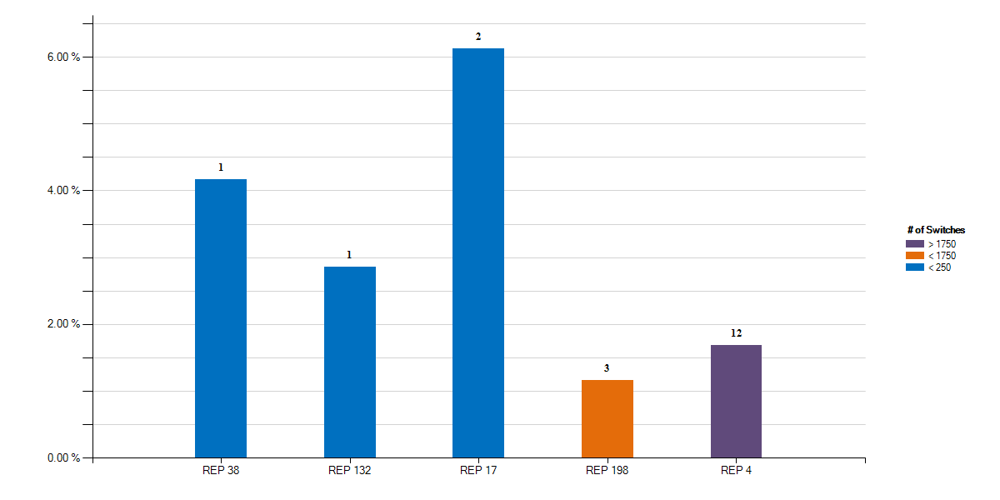 2
6.00 %
1
4.00 %
1
# of Switches
> 1750
< 1750
< 250
2.00 %
12
3
0.00 %
REP 38
REP 132
REP 17
REP 198
REP 4